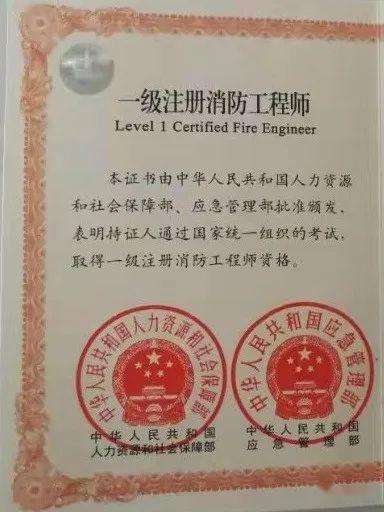 一级注册消防工程师
Level 1 Certified Fire Engineer
本证书由中华人民共和国人力资源
和社会保障部、应急管理部批准颁发，
表明持证人通过国家统一组织的考试，
取得一级注册消防工程师资格。
中华人民共和国人力资源和社会保障部
中华人民共和国应急管理部
中华人民共和国
人力资源和社会保障部
中华人民共和国
应急管理部